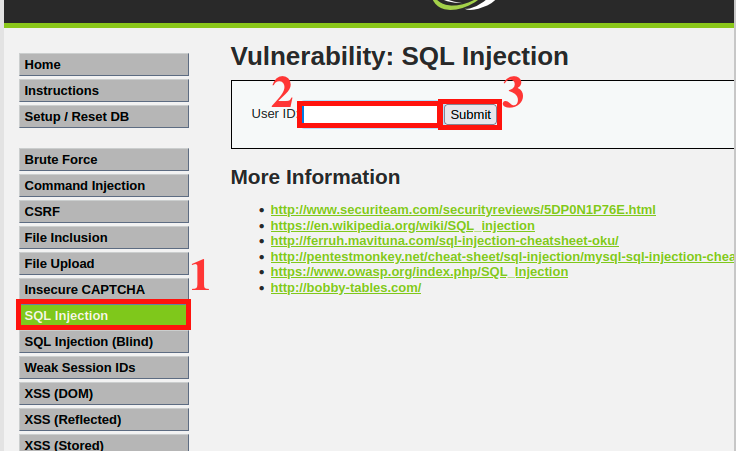 Home
Instructions
Setup / Reset DB
Brute Force
Command Injection
CSRF
File Inclusion
File Upload
Insecure CAPTCHA
1
SQL Injection
SQL Injection (Blind)
Weak Session IDs
XSS (DOM)
XSS (Reflected)
XSS (Stored)
Vulnerability: SQL Injection
2
3
User ID:
Submit
More Information
http://www.securiteam.com/securityreviews/5DP0N1P76E.html
https://en.wikipedia.org/wiki/SQL_injection
http://ferruh.mavituna.com/sql-injection-cheatsheet-oku/
http://pentestmonkey.net/cheat-sheet/sql-injection/mysql-sql-injection-chea
https://www.owasp.org/index.php/SQL_Injection
http://bobby-tables.com/